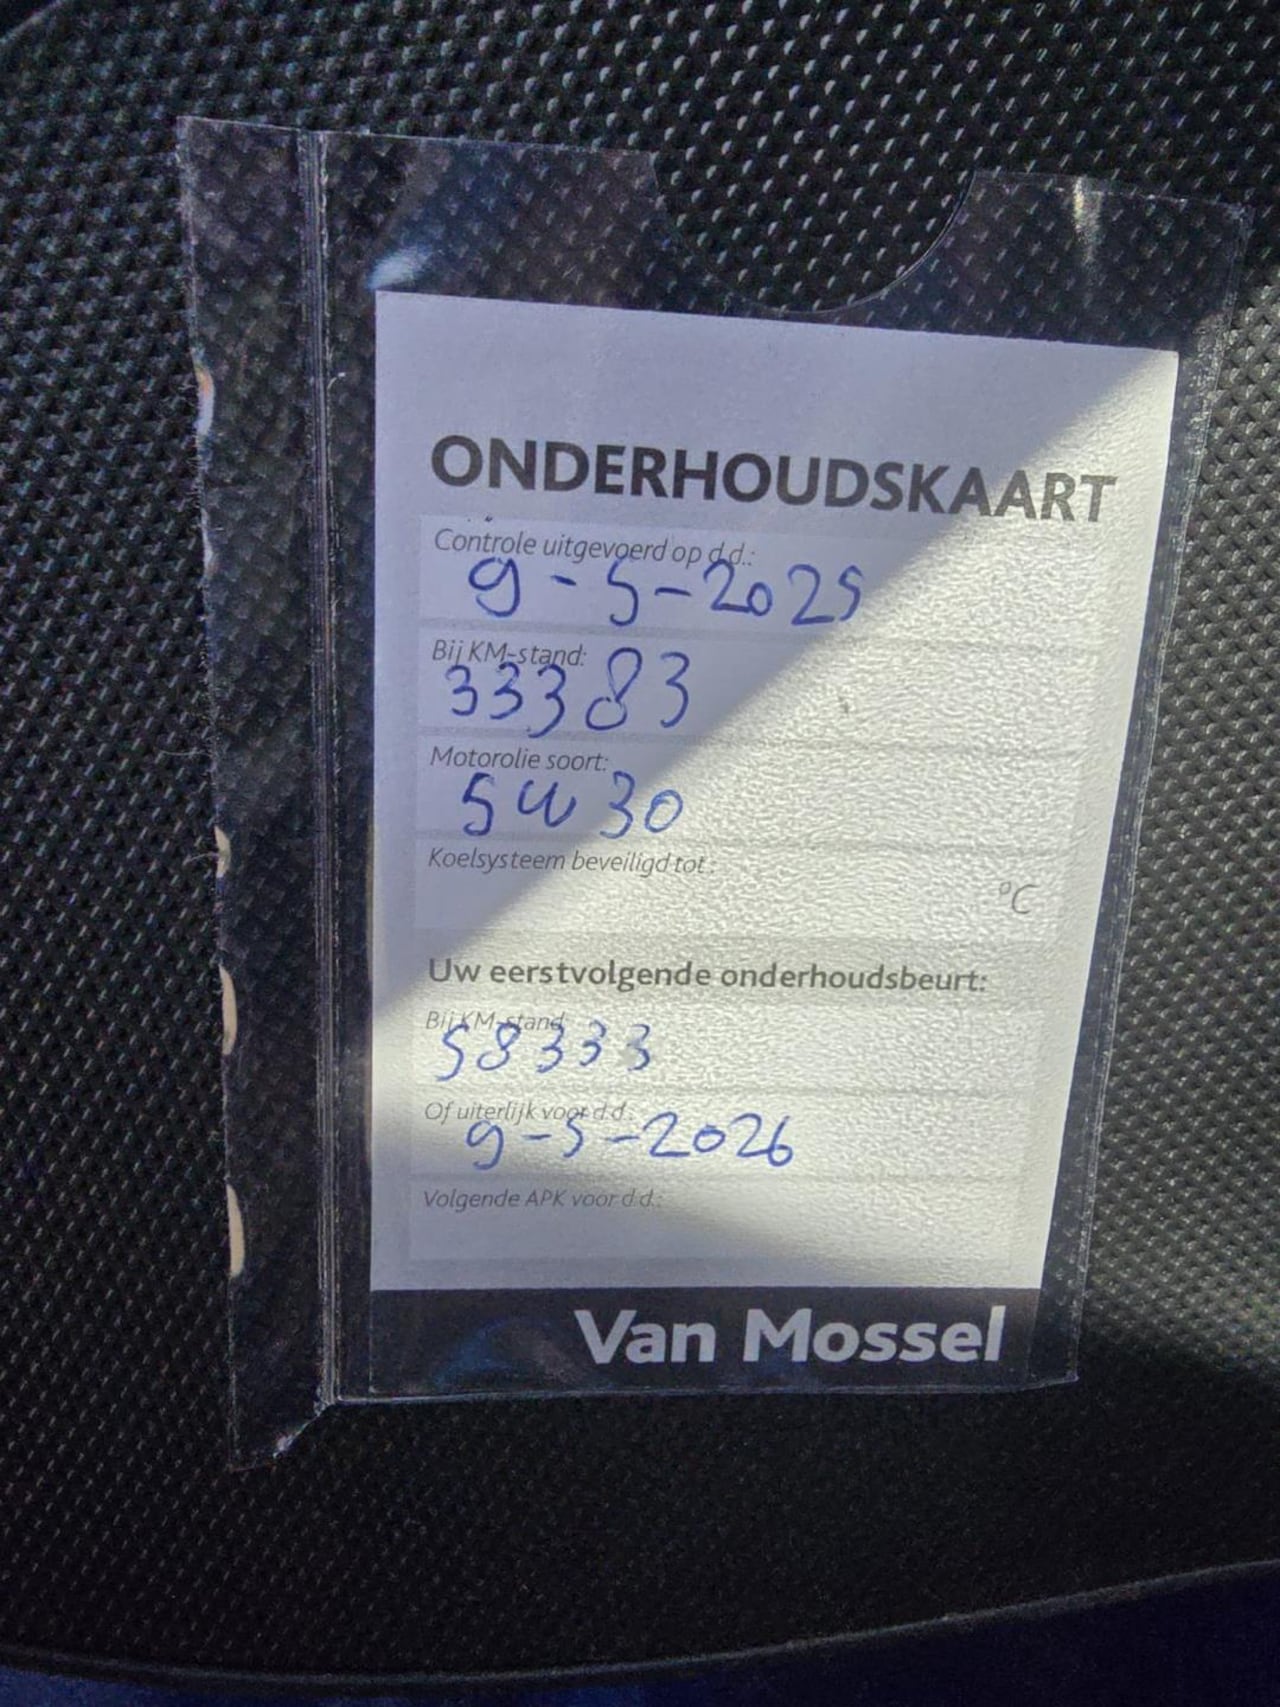 ONDERHOUDSKAART
Controle uitgevoerd op d.d.:
9-5-2025
Bij KM-stand:
33383
Motorolie soort:
5W30
Koelsysteem beveiligd tot:
°C
Uw eerstvolgende onderhoudsbeurt:
Bij KM-stand:
58333
Of uiterlijk voor d.d.:
9-5-2026
Volgende APK voor d.d.:
Van Mossel